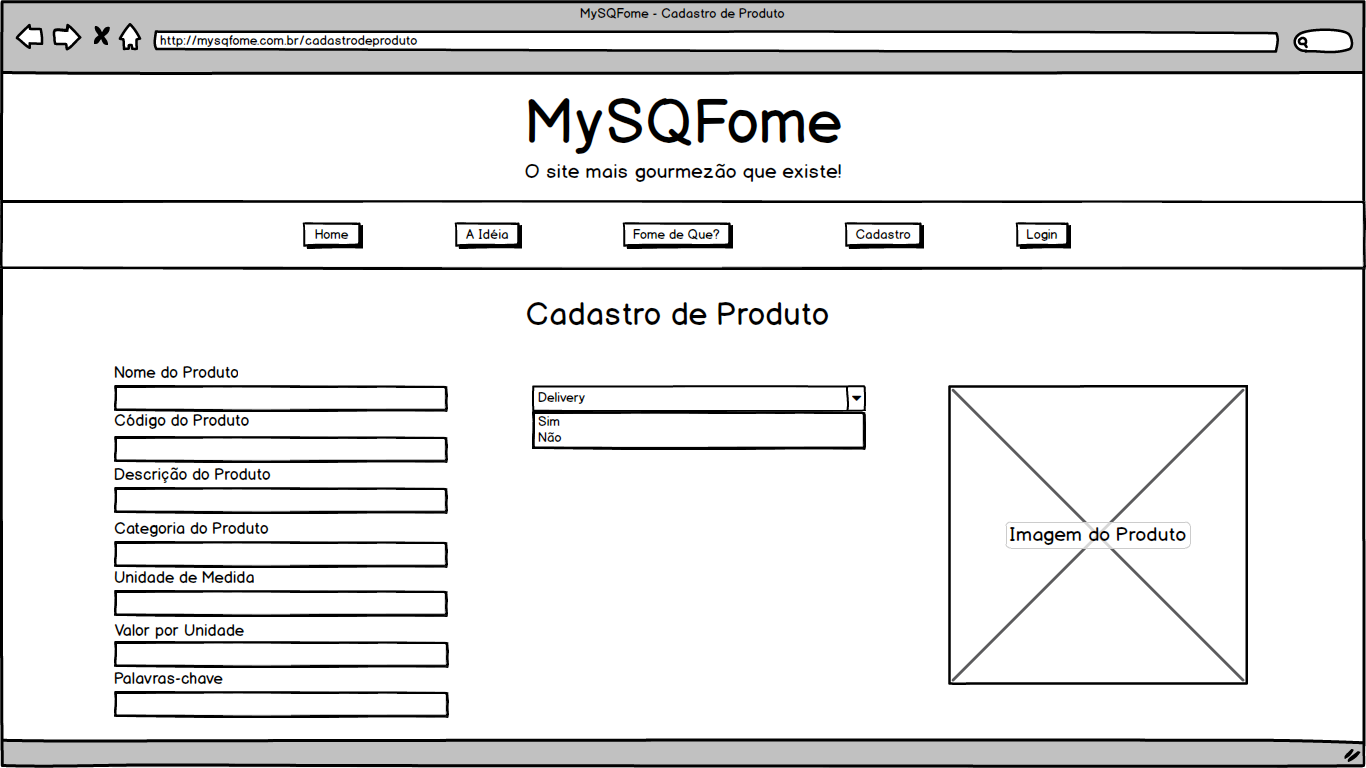 MySQFome - Cadastro de Produto
http://mysqfome.com.br/cadastrodeproduto
MySQFome
O site mais gourmezão que existe!
Home
A Idéia
Fome de Que?
Cadastro
Login
Cadastro de Produto
Nome do Produto
Código do Produto
Descrição do Produto
Categoria do Produto
Unidade de Medida
Valor por Unidade
Palavras-chave
Delivery
Sim
Não
Imagem do Produto